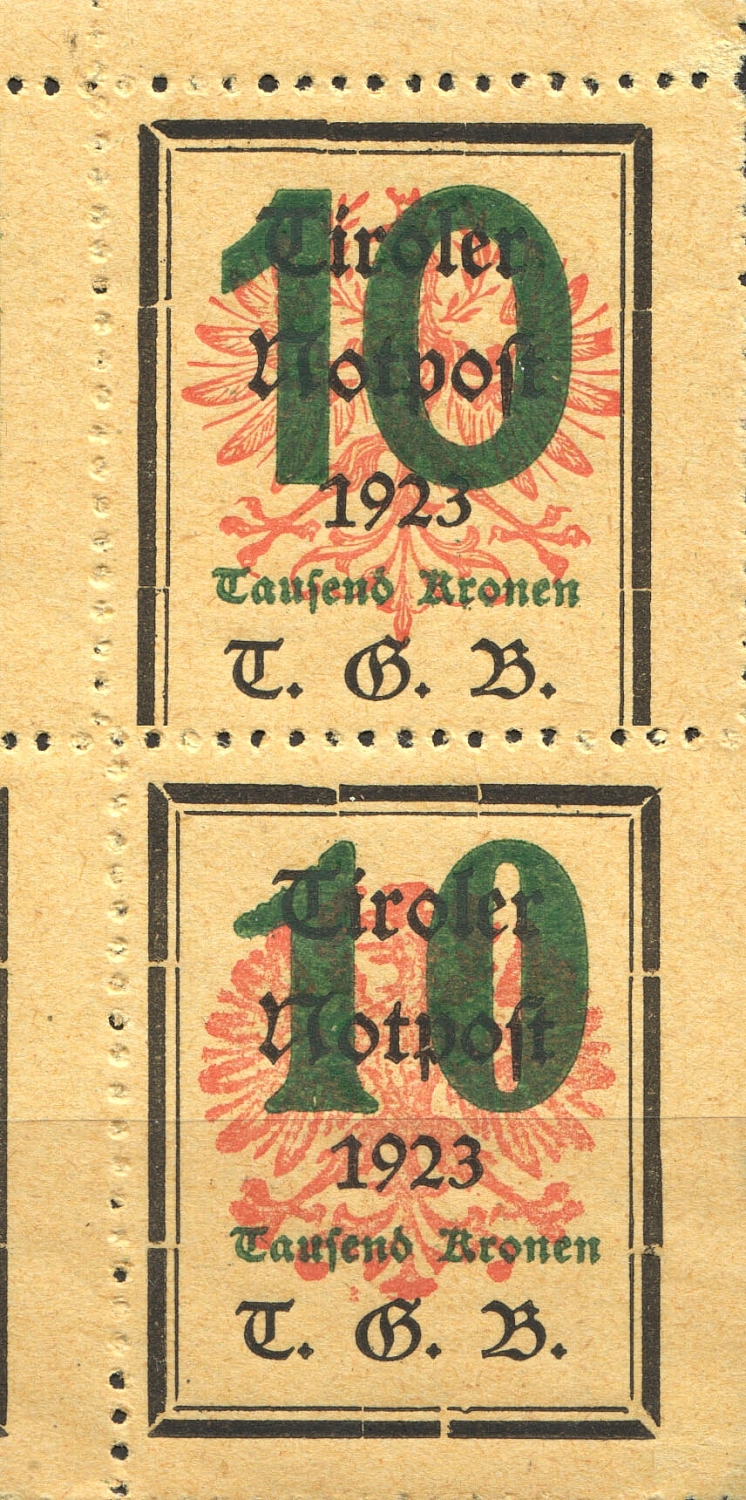 10
Tiroler
Notpost
1923
Tausend Kronen
T. G. B.
10
Tiroler
Notpost
1923
Tausend Kronen
T. G. B.